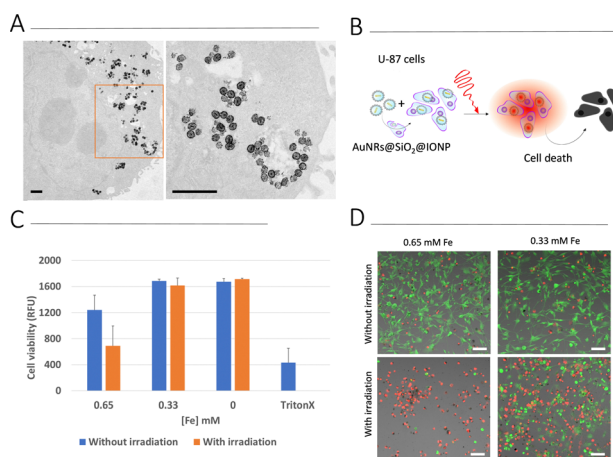 A
B
U-87 cells
+
AuNRs@SiO2@IONP
Cell death
C
Cell viability (RFU)
2000
1600
1200
800
400
0
0.65
0.33
0
TritonX
[Fe] mM
Without irradiation
With irradiation
D
0.65 mM Fe
0.33 mM Fe
Without irradiation
With irradiation